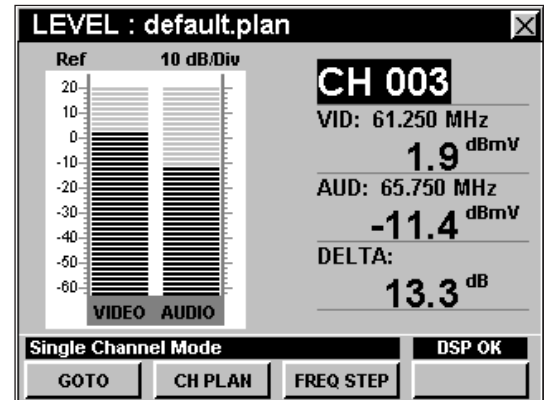 LEVEL : default.plan
Ref 10 dB/Div
20
10
0
-10
-20
-30
-40
-50
-60
VIDEO AUDIO
CH 003
VID: 61.250 MHz
1.9 dBmV
AUD: 65.750 MHz
-11.4 dBmV
DELTA:
13.3 dB
Single Channel Mode DSP OK
GOTO CH PLAN FREQ STEP